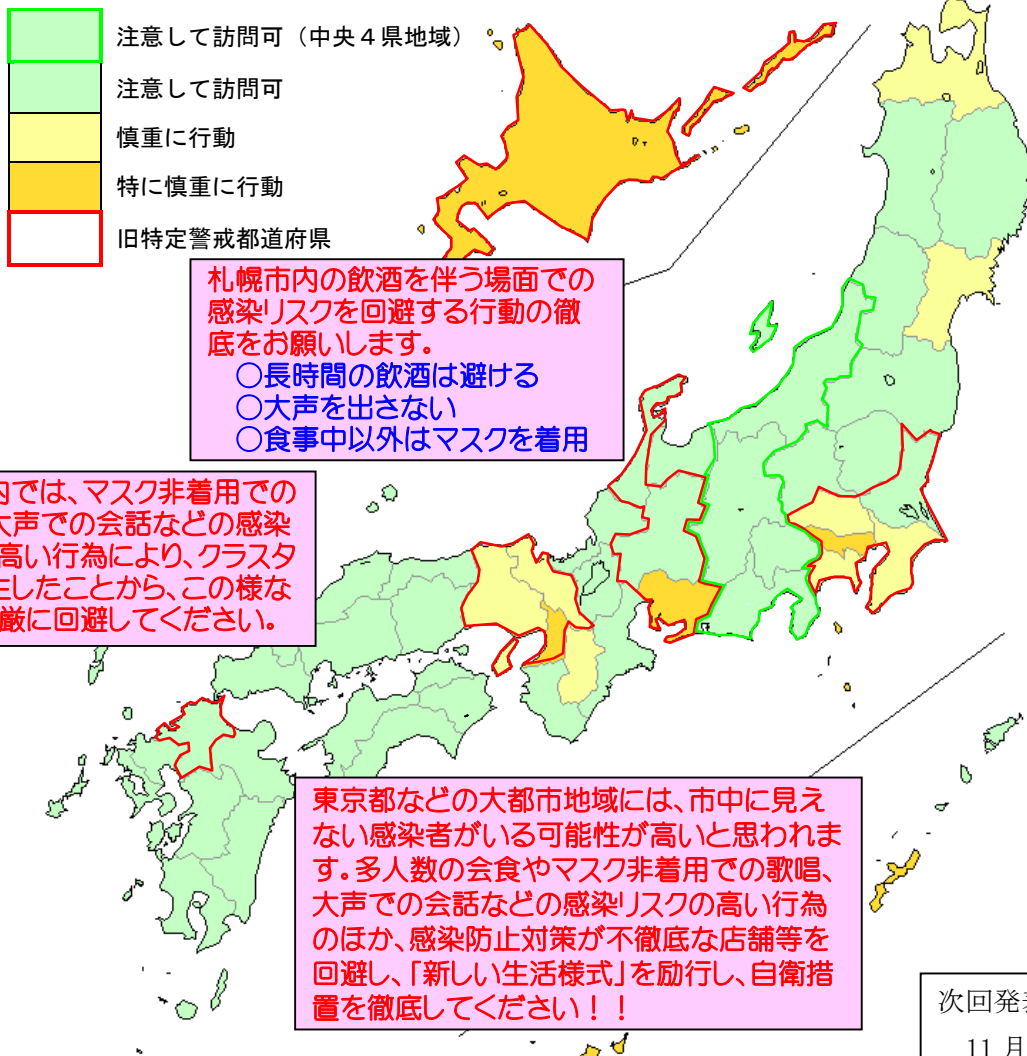 注意して訪問可（中央４県地域）
注意して訪問可
慎重に行動
特に慎重に行動
旧特定警戒都道府県
札幌市内の飲酒を伴う場面での
感染リスクを回避する行動の徹
底をお願いします。
○長時間の飲酒は避ける
○大声を出さない
○食事中以外はマスクを着用
内では、マスク非着用での
大声での会話などの感染
高い行為により、クラスタ
生したことから、この様な
厳に回避してください。
東京都などの大都市地域には、市中に見え
ない感染者がいる可能性が高いと思われま
す。多人数の会食やマスク非着用での歌唱、
大声での会話などの感染リスクの高い行為
のほか、感染防止対策が不徹底な店舗等を
回避し、「新しい生活様式」を励行し、自衛措
置を徹底してください！！
次回発表
11 月